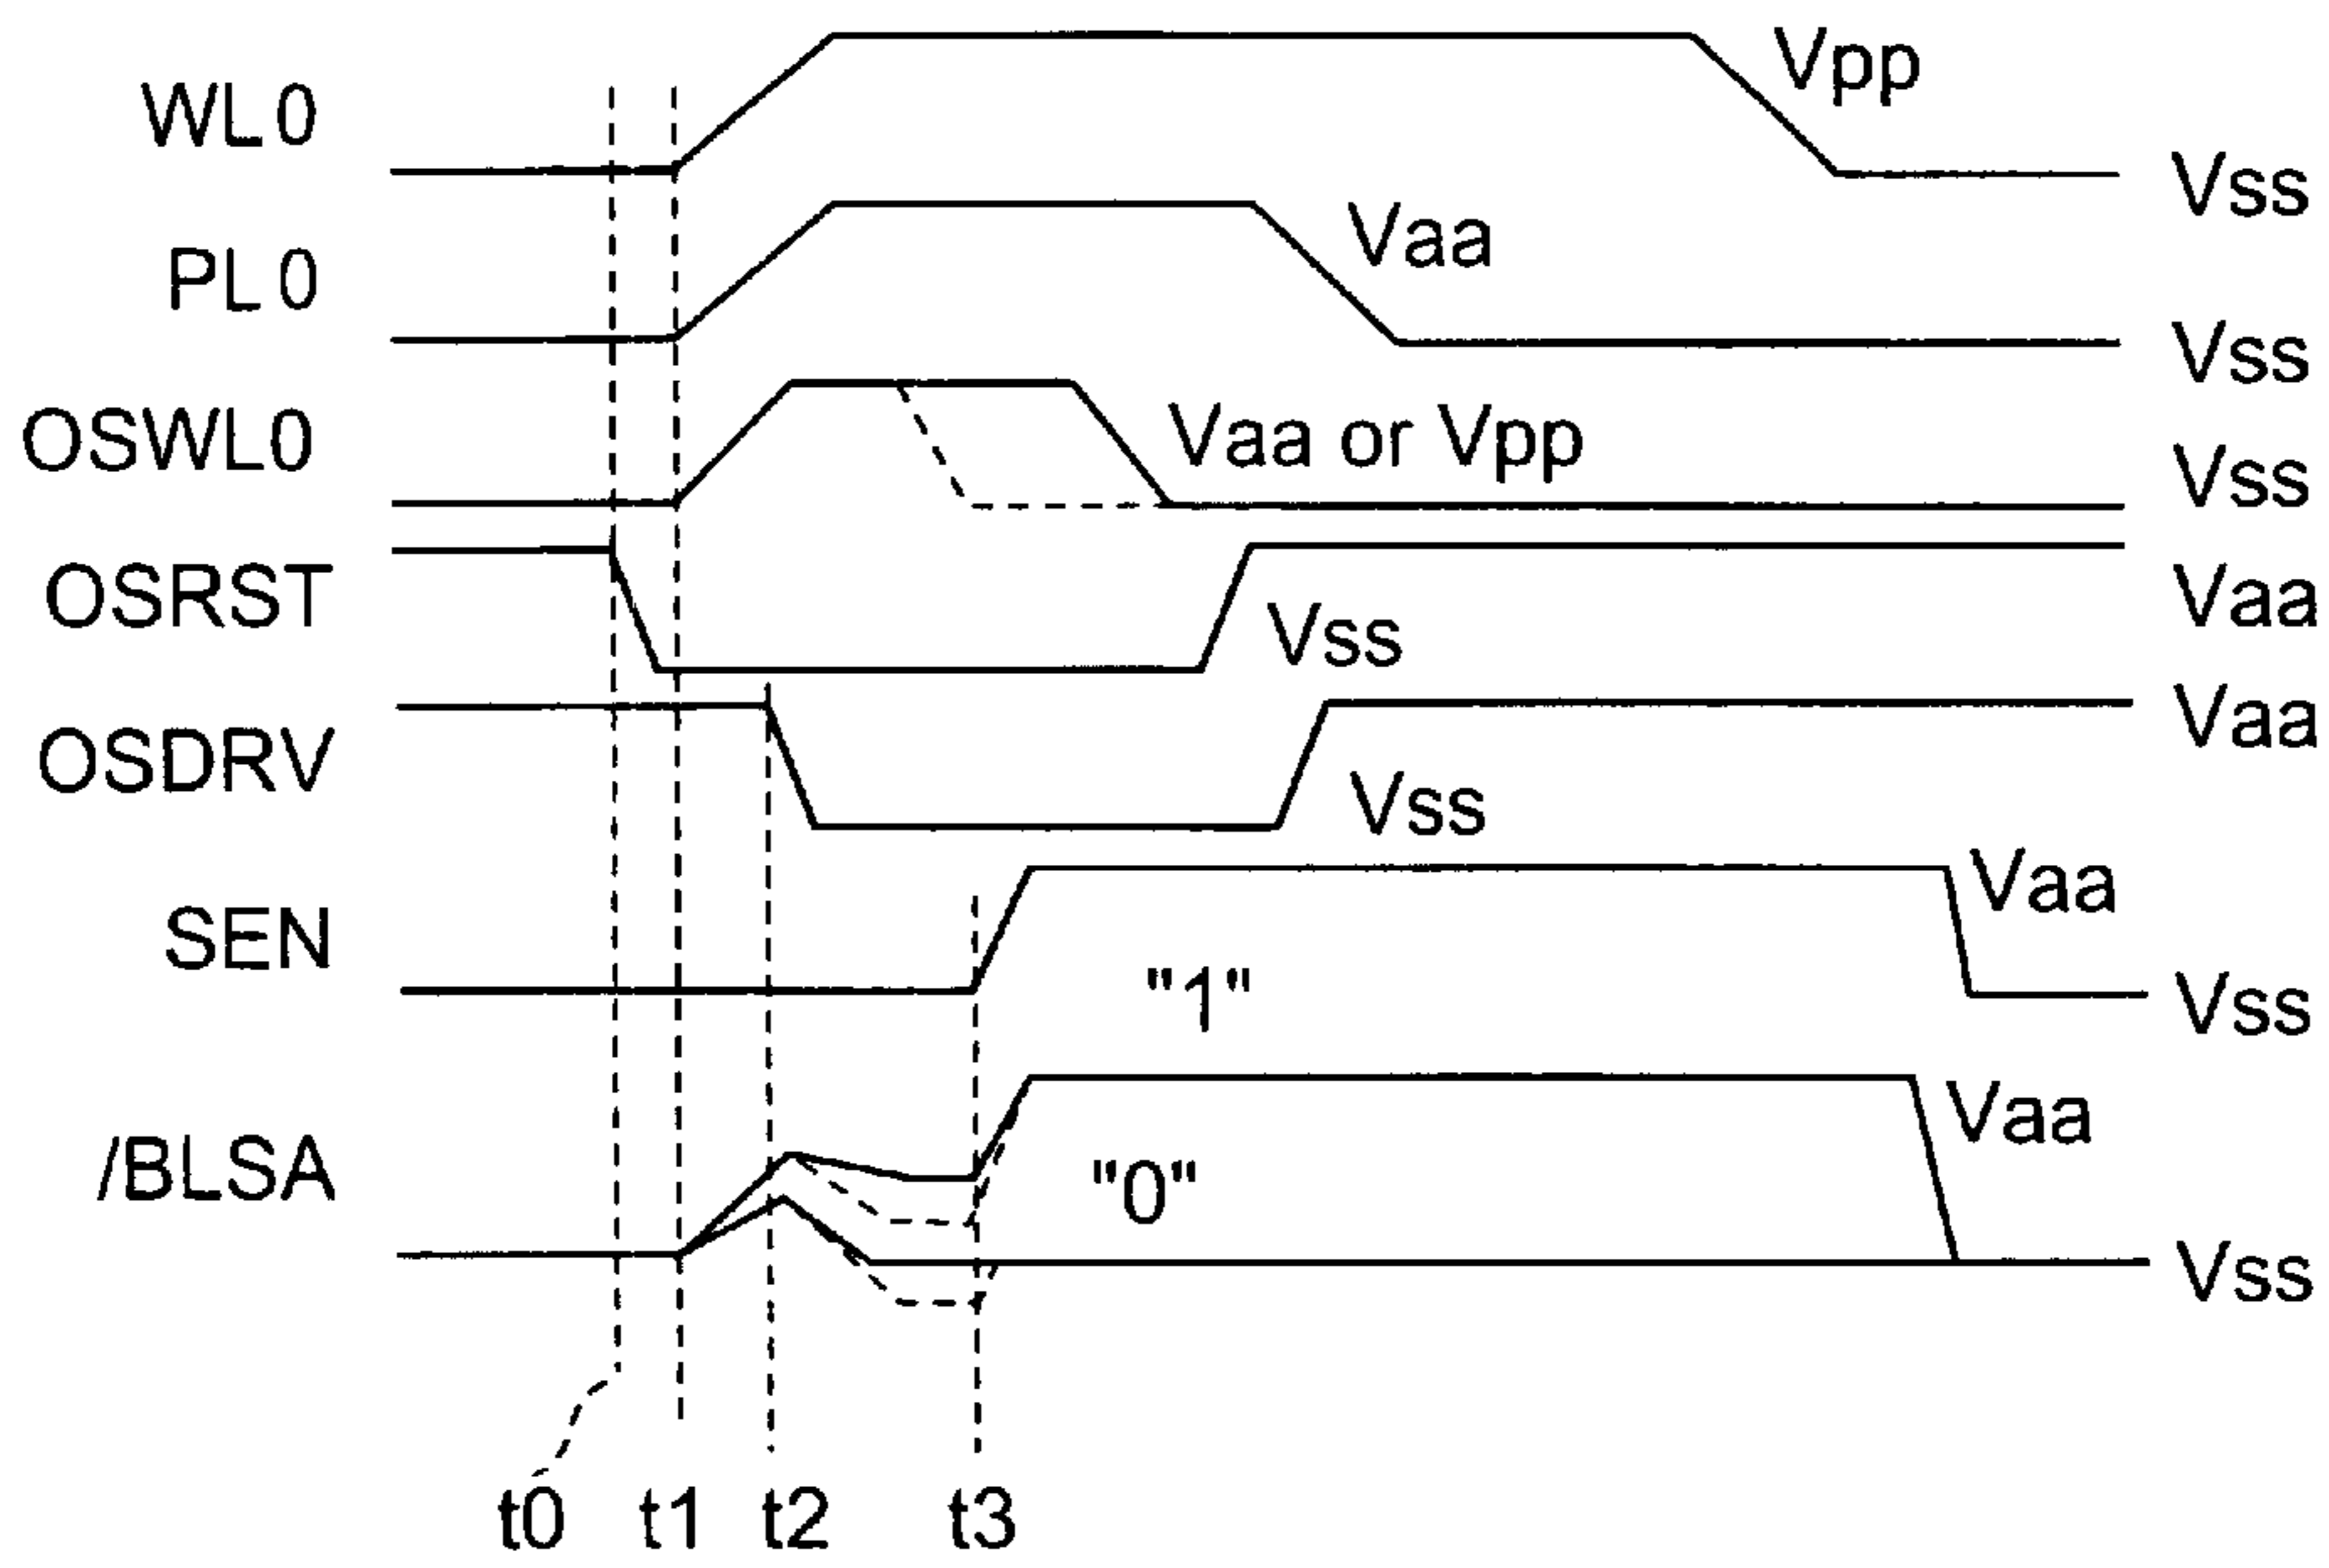 WL0 Vpp Vss
PL0 Vaa Vss
OSWL0 Vaa or Vpp Vss
OSRST Vss Vaa
OSDRV Vss Vaa
SEN "1" Vaa Vss
/BLSA "0" Vaa Vss
t0 t1 t2 t3